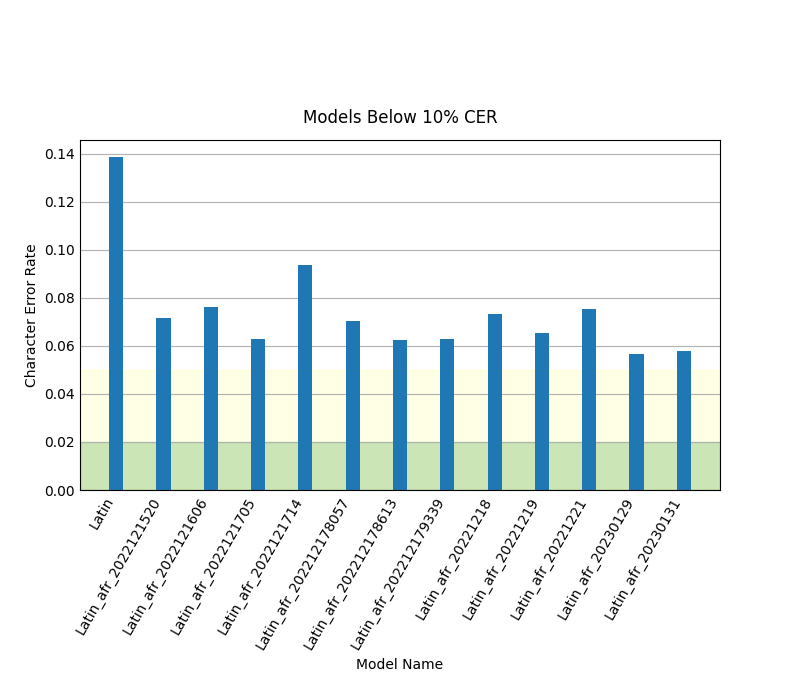 Models Below 10% CER
Character Error Rate
0.14
0.12
0.10
0.08
0.06
0.04
0.02
0.00
Latin
Latin_afr_2022121520
Latin_afr_2022121606
Latin_afr_2022121705
Latin_afr_2022121714
Latin_afr_202212178057
Latin_afr_202212178613
Latin_afr_202212179339
Latin_afr_20221218
Latin_afr_20221219
Latin_afr_20221221
Latin_afr_20230129
Latin_afr_20230131
Model Name